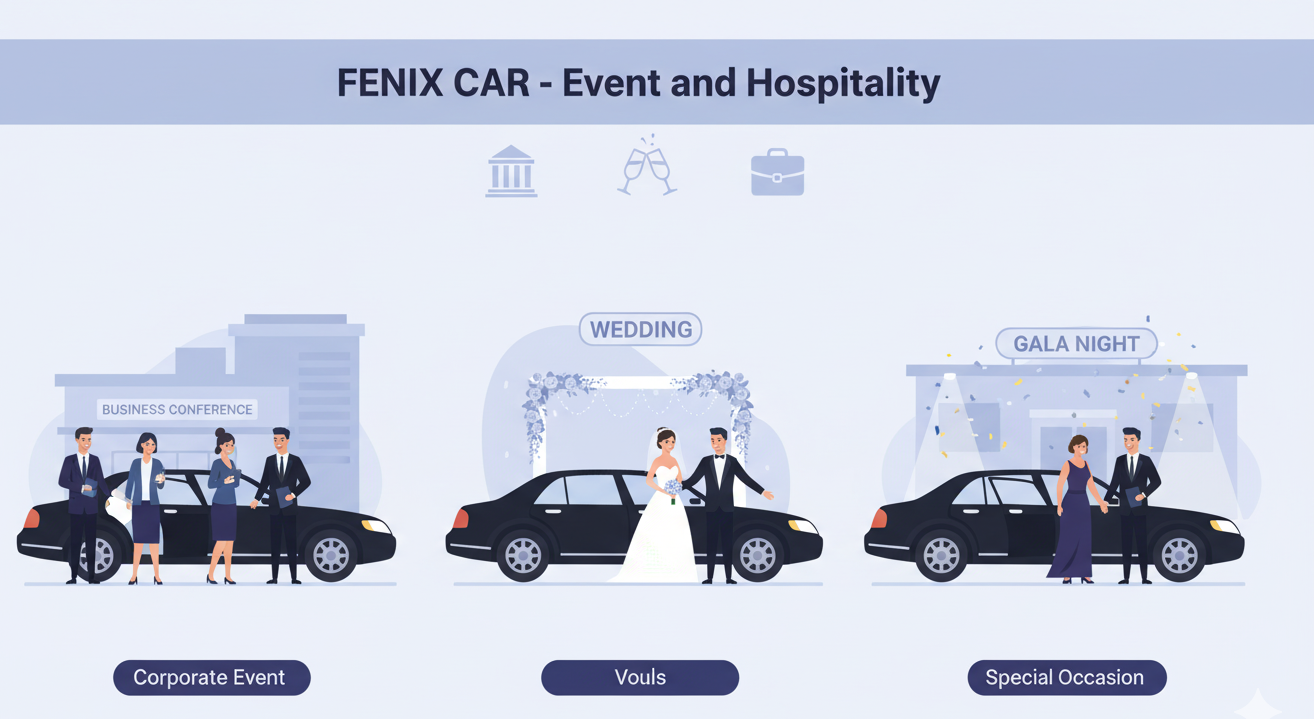 FENIX CAR - Event and Hospitality
BUSINESS CONFERENCE
WEDDING
GALA NIGHT
Corporate Event
Vouls
Special Occasion